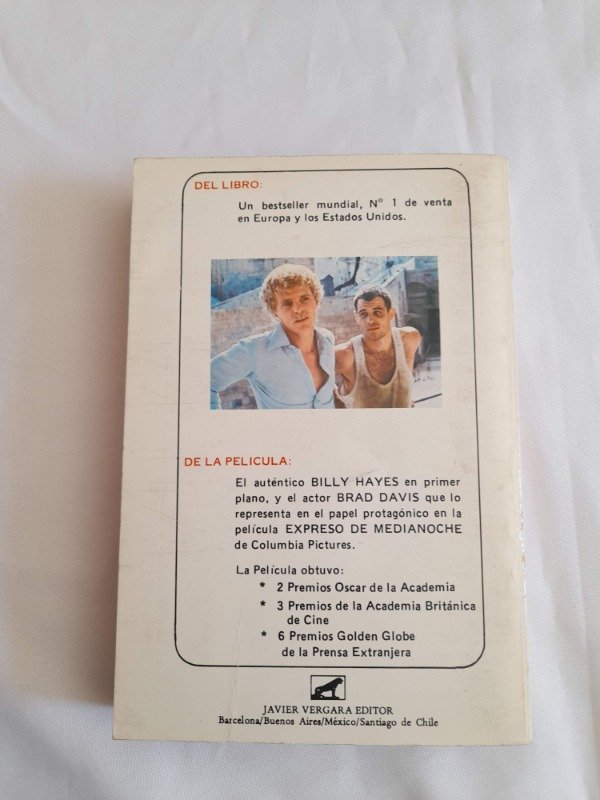 DEL LIBRO:
Un bestseller mundial, Nº 1 de venta
en Europa y los Estados Unidos.
DE LA PELICULA:
El auténtico BILLY HAYES en primer
plano, y el actor BRAD DAVIS que lo
representa en el papel protagónico en la
película EXPRESO DE MEDIANOCHE
de Columbia Pictures.
La Película obtuvo:
* 2 Premios Oscar de la Academia
* 3 Premios de la Academia Británica
de Cine
* 6 Premios Golden Globe
de la Prensa Extranjera
JAVIER VERGARA EDITOR
Barcelona/Buenos Aires/México/Santiago de Chile